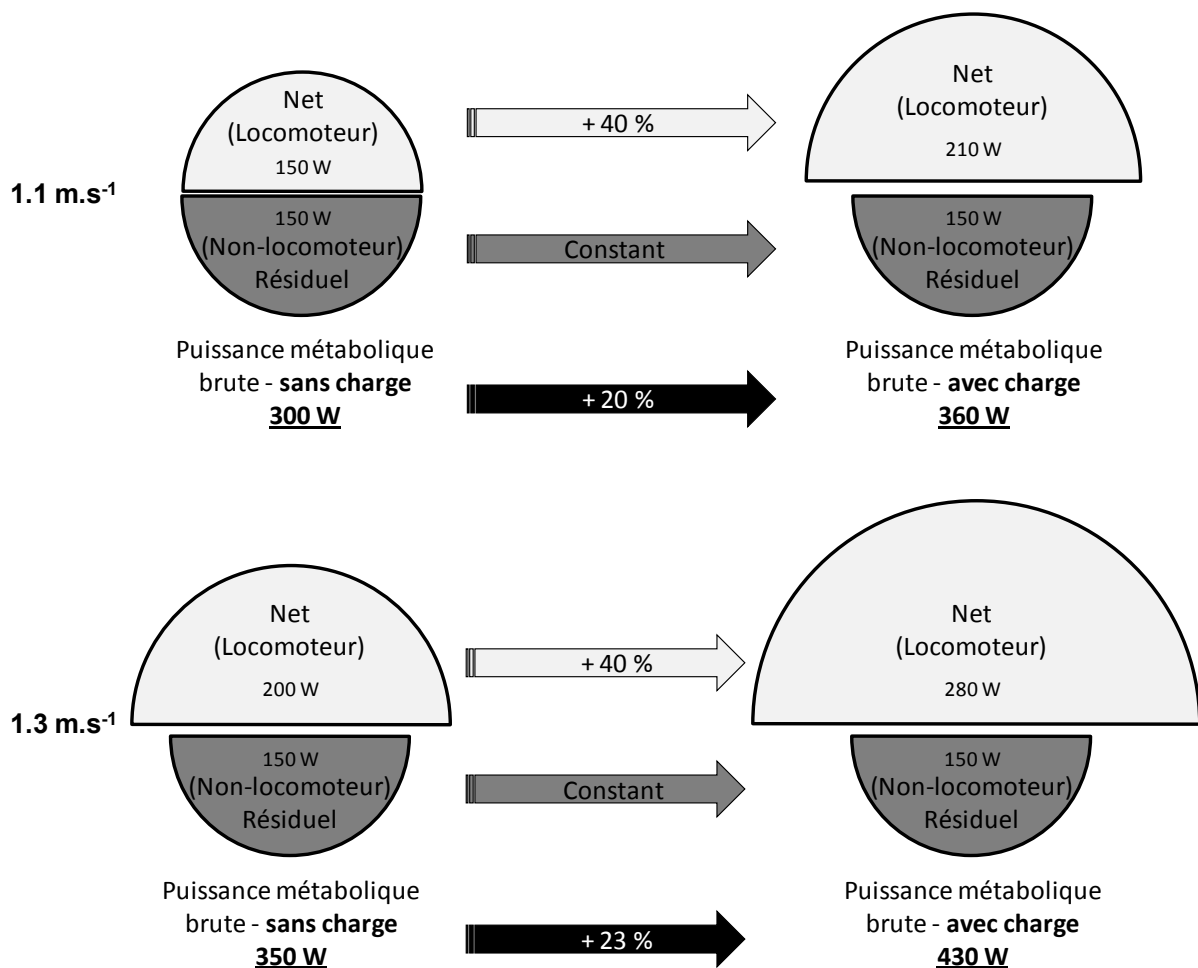 Net
(Locomoteur)
150 W
+ 40 %
Net
(Locomoteur)
210 W
1.1 m.s-1
150 W
(Non-locomoteur)
Résiduel
Constant
150 W
(Non-locomoteur)
Résiduel
Puissance métabolique
brute - sans charge
300 W
+ 20 %
Puissance métabolique
brute - avec charge
360 W
Net
(Locomoteur)
200 W
+ 40 %
Net
(Locomoteur)
280 W
1.3 m.s-1
150 W
(Non-locomoteur)
Résiduel
Constant
150 W
(Non-locomoteur)
Résiduel
Puissance métabolique
brute - sans charge
350 W
+ 23 %
Puissance métabolique
brute - avec charge
430 W